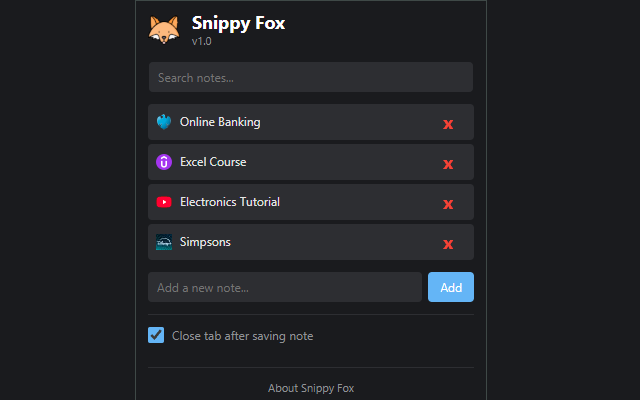 Snippy Fox
v1.0
Search notes...
Online Banking x
Excel Course x
Electronics Tutorial x
Disney+ Simpsons x
Add a new note... Add
Close tab after saving note
About Snippy Fox